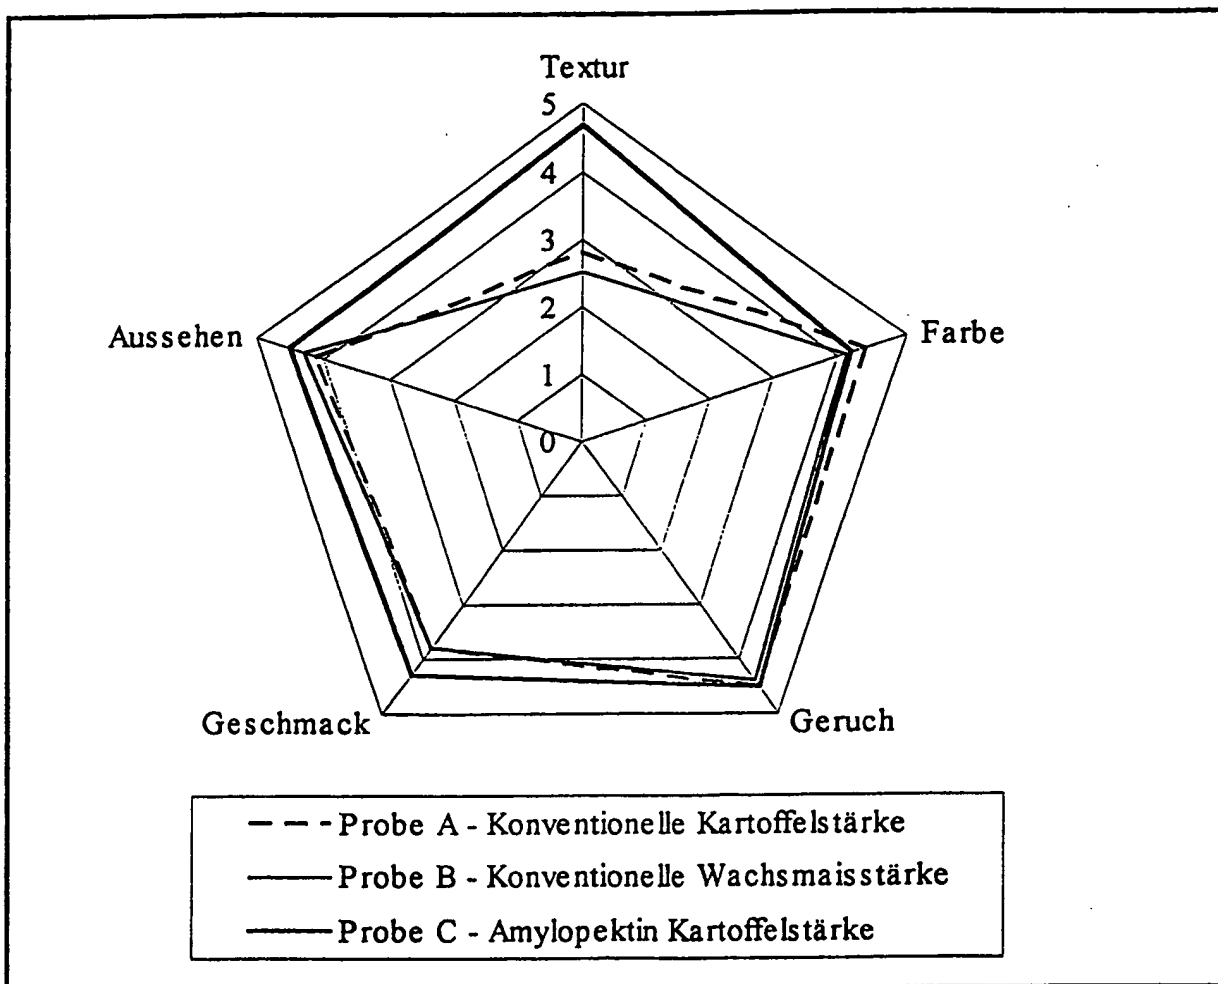 Textur
5
4
3
2
1
0
Aussehen
Farbe
Geschmack
Geruch
Probe A - Konventionelle Kartoffelstärke
Probe B - Konventionelle Wachsmaisstärke
Probe C - Amylopektin Kartoffelstärke